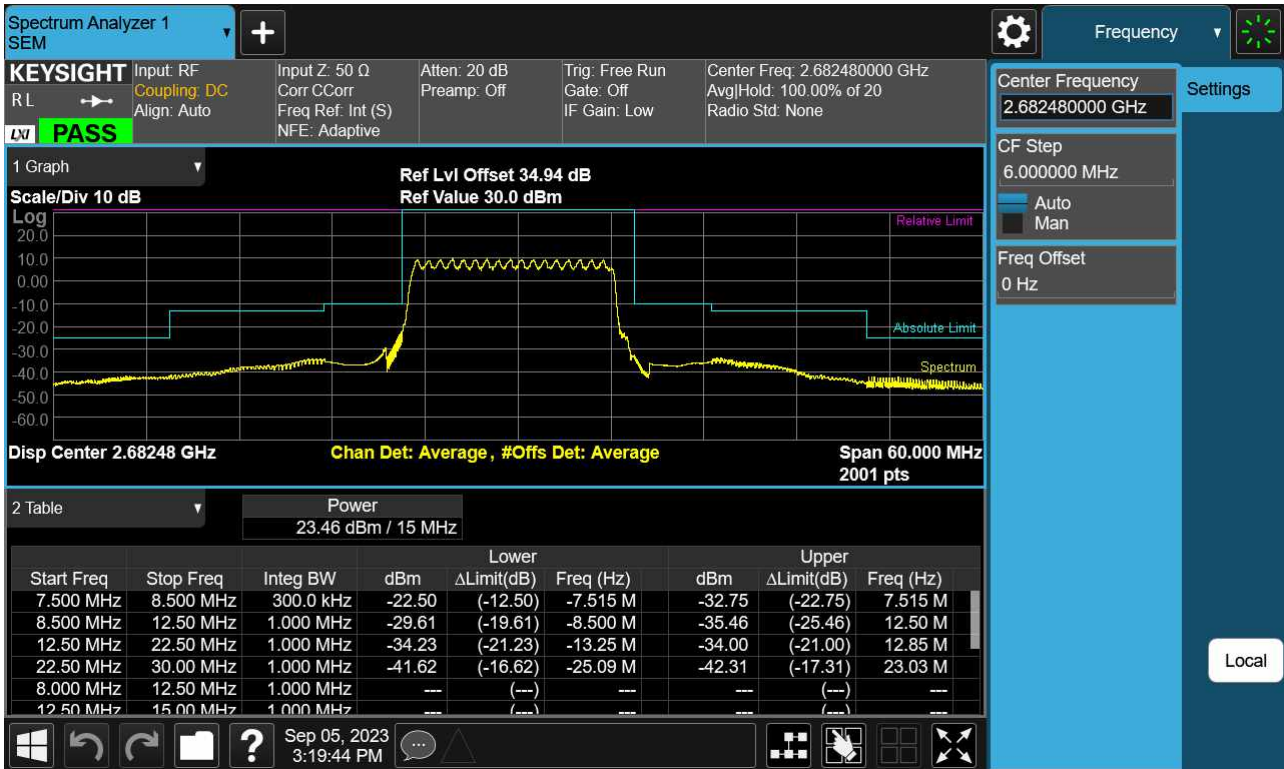 Spectrum Analyzer 1
SEM
Frequency
KEYSIGHT
R L
LXI
PASS
Input: RF
Coupling: DC
Align: Auto
Input Z: 50 Ω
Corr CCorr
Freq Ref: Int (S)
NFE: Adaptive
Atten: 20 dB
Preamp: Off
Trig: Free Run
Gate: Off
IF Gain: Low
Center Freq: 2.682480000 GHz
Avg|Hold: 100.00% of 20
Radio Std: None
Center Frequency
2.682480000 GHz
Settings
CF Step
6.000000 MHz
Auto
Man
Freq Offset
0 Hz
1 Graph
Scale/Div 10 dB
Ref Lvl Offset 34.94 dB
Ref Value 30.0 dBm
Log
20.0
10.0
0.00
-10.0
-20.0
-30.0
-40.0
-50.0
-60.0
Relative Limit
Absolute Limit
Spectrum
Disp Center 2.68248 GHz
Chan Det: Average, #Offs Det: Average
Span 60.000 MHz
2001 pts
2 Table
Power
23.46 dBm / 15 MHz
Lower Upper
Start Freq Stop Freq Integ BW dBm ΔLimit(dB) Freq (Hz) dBm ΔLimit(dB) Freq (Hz)
7.500 MHz 8.500 MHz 300.0 kHz -22.50 (-12.50) -7.515 M -32.75 (-22.75) 7.515 M
8.500 MHz 12.50 MHz 1.000 MHz -29.61 (-19.61) -8.500 M -35.46 (-25.46) 12.50 M
12.50 MHz 22.50 MHz 1.000 MHz -34.23 (-21.23) -13.25 M -34.00 (-21.00) 12.85 M
22.50 MHz 30.00 MHz 1.000 MHz -41.62 (-16.62) -25.09 M -42.31 (-17.31) 23.03 M
8.000 MHz 12.50 MHz 1.000 MHz --- (---) --- --- (---) ---
12.50 MHz 15.00 MHz 1.000 MHz --- (---) --- --- (---) ---
Local
Sep 05, 2023
3:19:44 PM